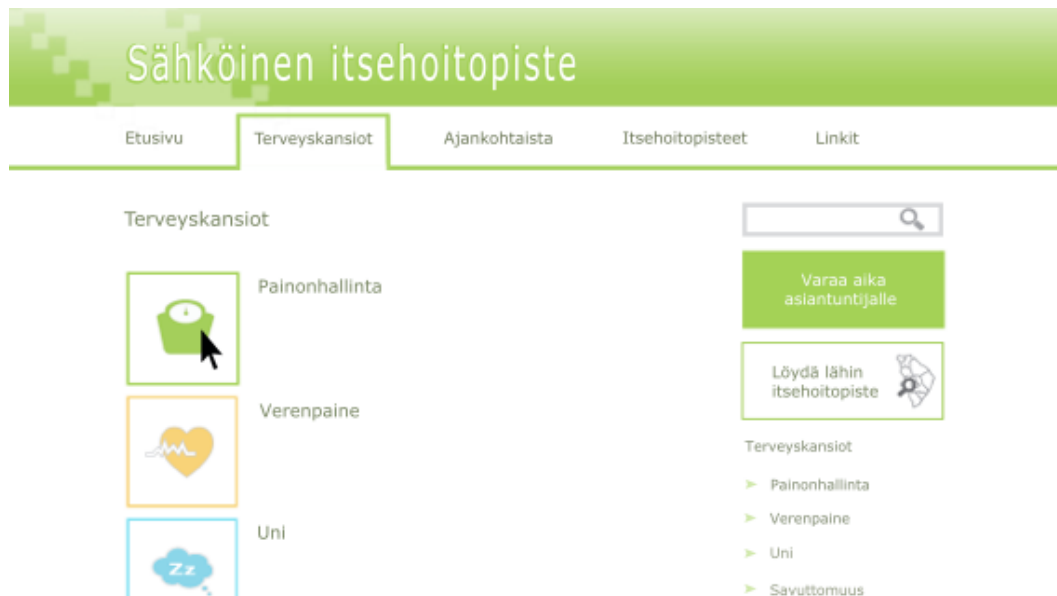 Sähköinen itsehoitopiste
Etusivu Terveyskansiot Ajankohtaista Itsehoitopisteet Linkit
Terveyskansiot
Painonhallinta
Verenpaine
Uni
Zz
Varaa aika
asiantuntijalle
Löydä lähin
itsehoitopiste
Terveyskansiot
➤ Painonhallinta
➤ Verenpaine
➤ Uni
➤ Savuttomuus